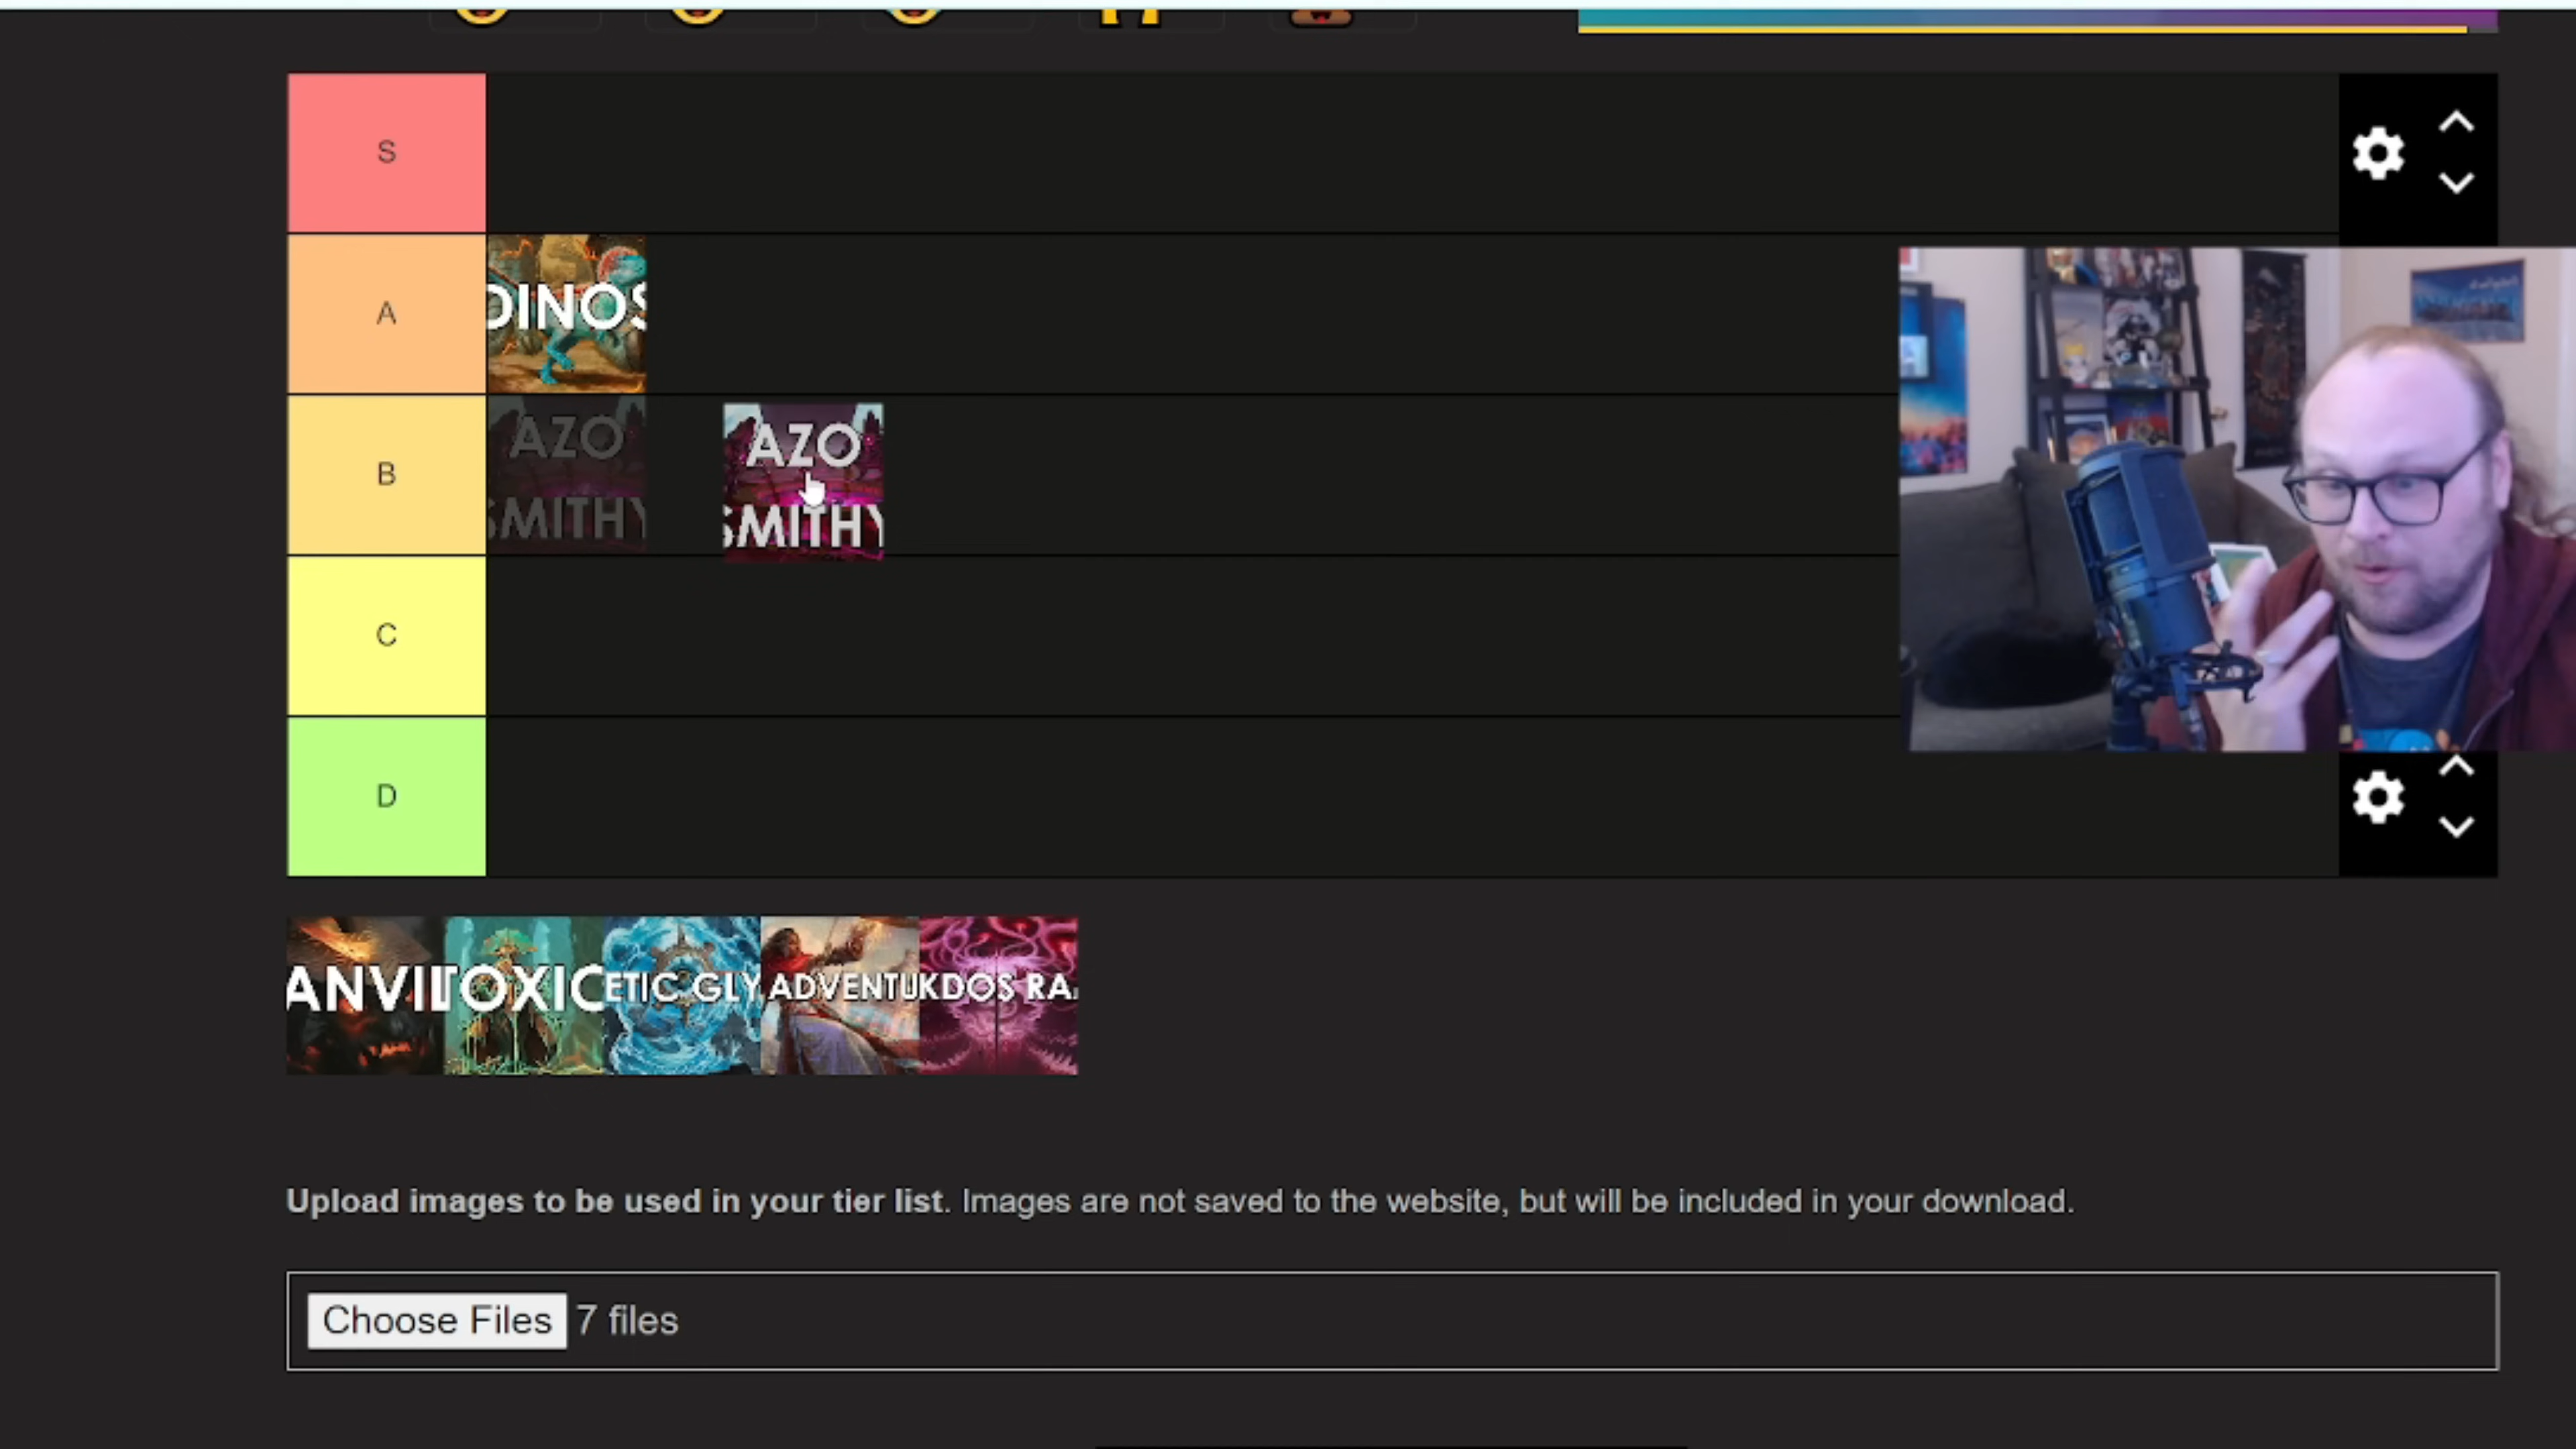 S
A
DINOS
B
AZO
SMITHY
AZO
SMITHY
C
D
ANVIL
TOXIC
ETIC GLY
ADVENTU
KDOS RA
Upload images to be used in your tier list. Images are not saved to the website, but will be included in your download.
Choose Files 7 files